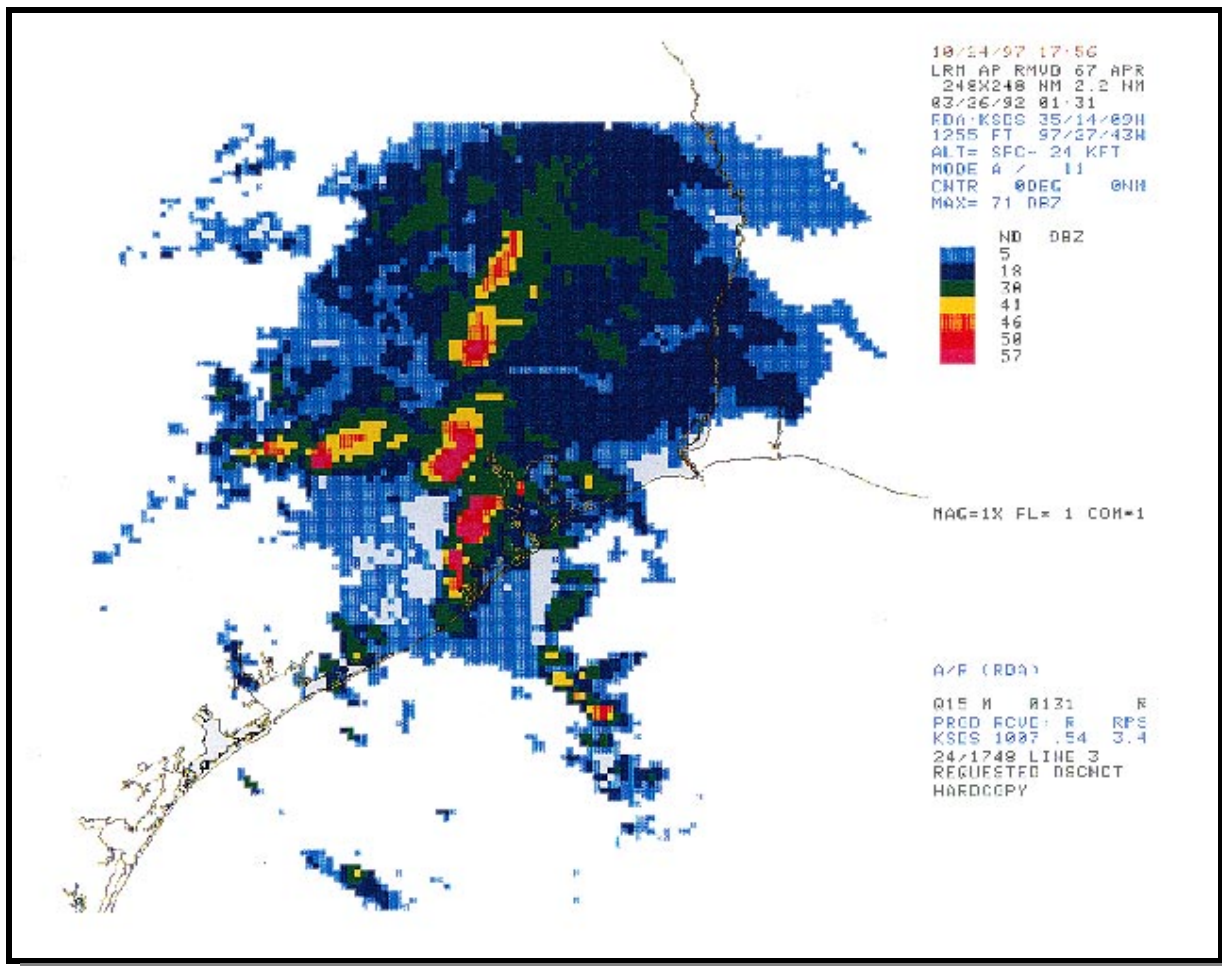 10/24/97 17:56
LRM AP RMVD 67 APR
248X248 NM 2.2 NM
03/26/92 01:31
RDA:KSDS 35/14/09N
1255 FT 97/27/43W
ALT= SFC- 24 KFT
MODE A / 11
CNTR 0DEG 0NM
MAX= 71 DBZ
ND DBZ
5
18
30
41
46
50
57
MAG=1X FL= 1 COM=1
A/R (RDA)
Q15 M 0131 R
PROD RCVD: R RPS
KSDS 1007 .54 3.4
24/1748 LINE 3
REQUESTED DSCNCT
HARDCOPY